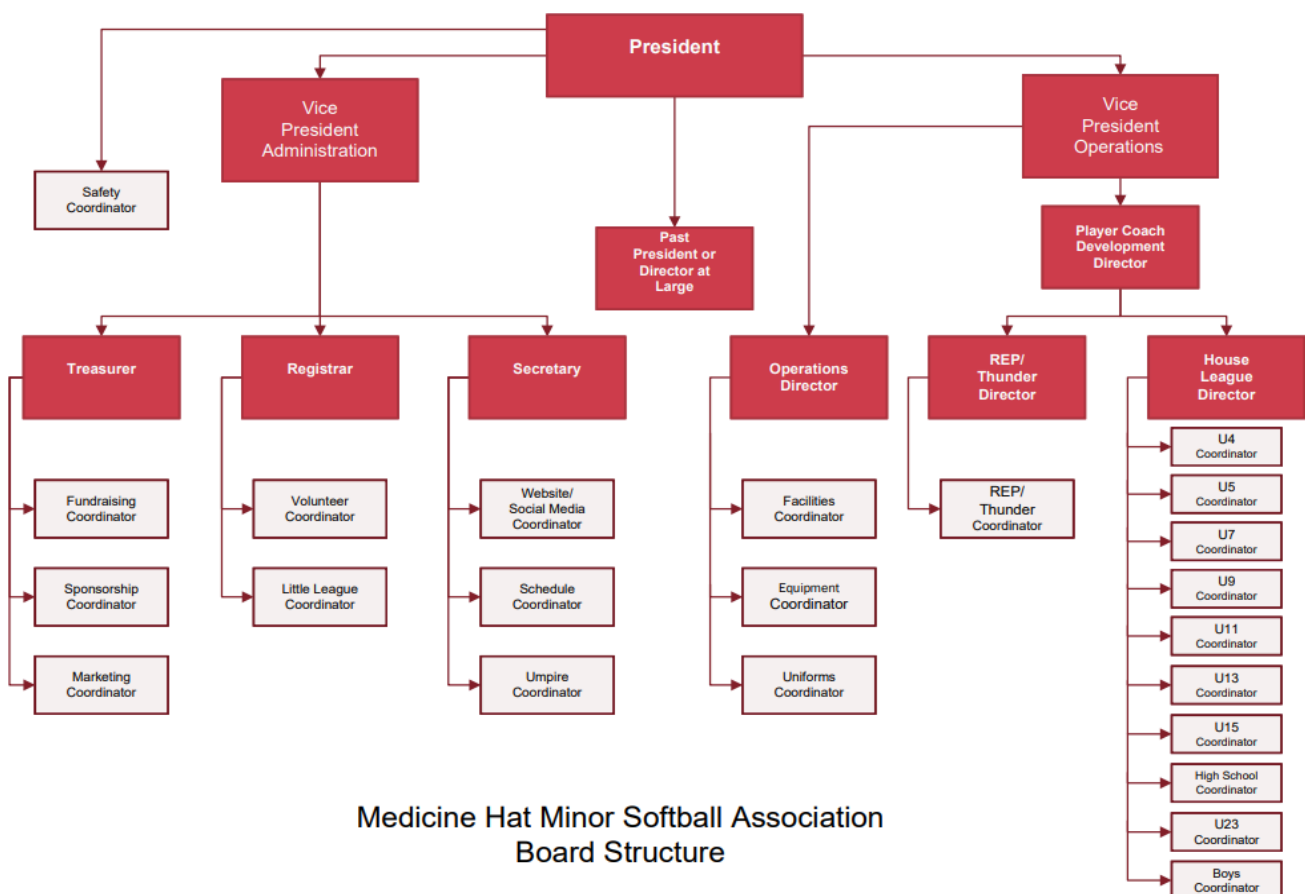 President
Vice
President
Administration
Vice
President
Operations
Safety
Coordinator
Past
President or
Director at
Large
Player Coach
Development
Director
Treasurer
Registrar
Secretary
Operations
Director
REP/
Thunder
Director
House
League
Director
Fundraising
Coordinator
Sponsorship
Coordinator
Marketing
Coordinator
Volunteer
Coordinator
Little League
Coordinator
Website/
Social Media
Coordinator
Schedule
Coordinator
Umpire
Coordinator
Facilities
Coordinator
Equipment
Coordinator
Uniforms
Coordinator
REP/
Thunder
Coordinator
U4
Coordinator
U5
Coordinator
U7
Coordinator
U9
Coordinator
U11
Coordinator
U13
Coordinator
U15
Coordinator
High School
Coordinator
U23
Coordinator
Boys
Coordinator
Medicine Hat Minor Softball Association
Board Structure